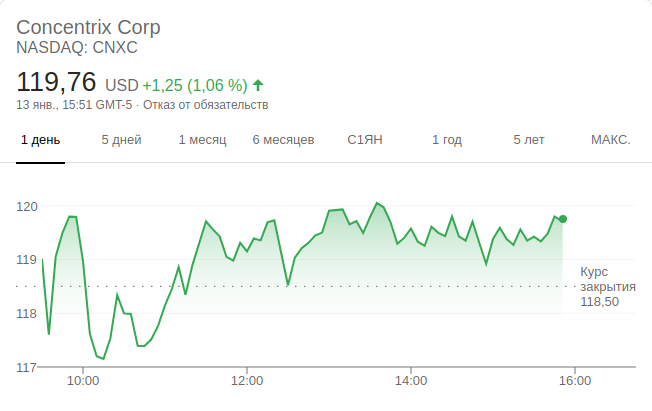 Concentrix Corp
NASDAQ: CNXC
119,76 USD +1,25 (1,06 %)
13 янв., 15:51 GMT-5 · Отказ от обязательств
1 день 5 дней 1 месяц 6 месяцев С1ЯН 1 год 5 лет МАКС.
120
119
Курс
закрытия
118,50
118
117
10:00 12:00 14:00 16:00